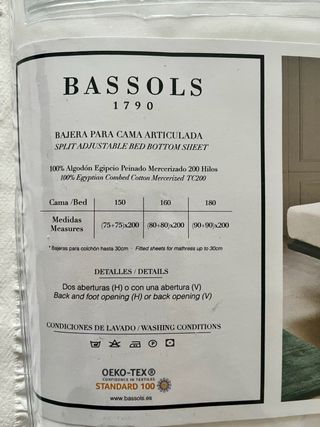 BASSOLS
1790
BAJERA PARA CAMA ARTICULADA
SPLIT ADJUSTABLE BED BOTTOM SHEET
100% Algodón Egipcio Peinado Mercerizado 200 Hilos
100% Egyptian Combed Cotton Mercerized TC200
Cama /Bed 150 160 180
Medidas Measures (75+75)x200 (80+80)x200 (90+90)x200
* Bajeras para colchón hasta 30cm - Fitted sheets for mattress up to 30cm
DETALLES / DETAILS
Dos aberturas (H) o con una abertura (V)
Back and foot opening (H) or back opening (V)
CONDICIONES DE LAVADO / WASHING CONDITIONS
OEKO-TEX®
CONFIDENCE IN TEXTILES
STANDARD 100
www.bassols.es